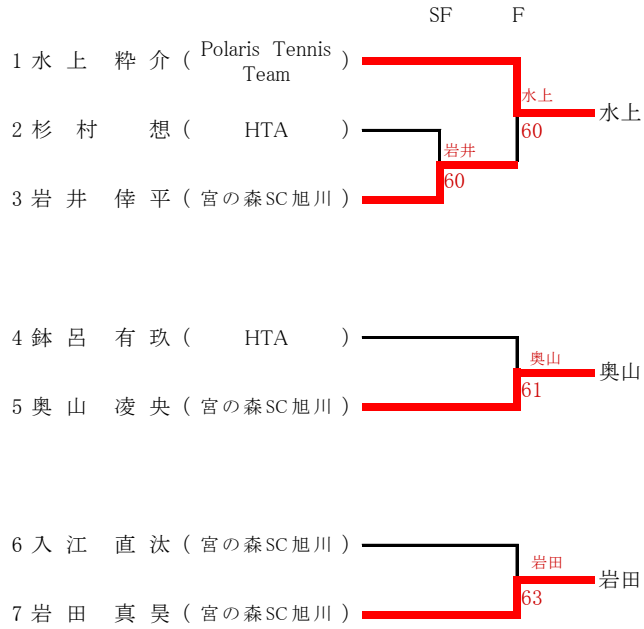 SF F
1 水上 粋介 ( Polaris Tennis Team )
水上
水上
60
2 杉村 想 ( HTA )
岩井
60
3 岩井 倖平 ( 宮の森SC旭川 )
4 鉢呂 有玖 ( HTA )
奥山
奥山
61
5 奥山 凌央 ( 宮の森SC旭川 )
6 入江 直汰 ( 宮の森SC旭川 )
岩田
岩田
63
7 岩田 真昊 ( 宮の森SC旭川 )